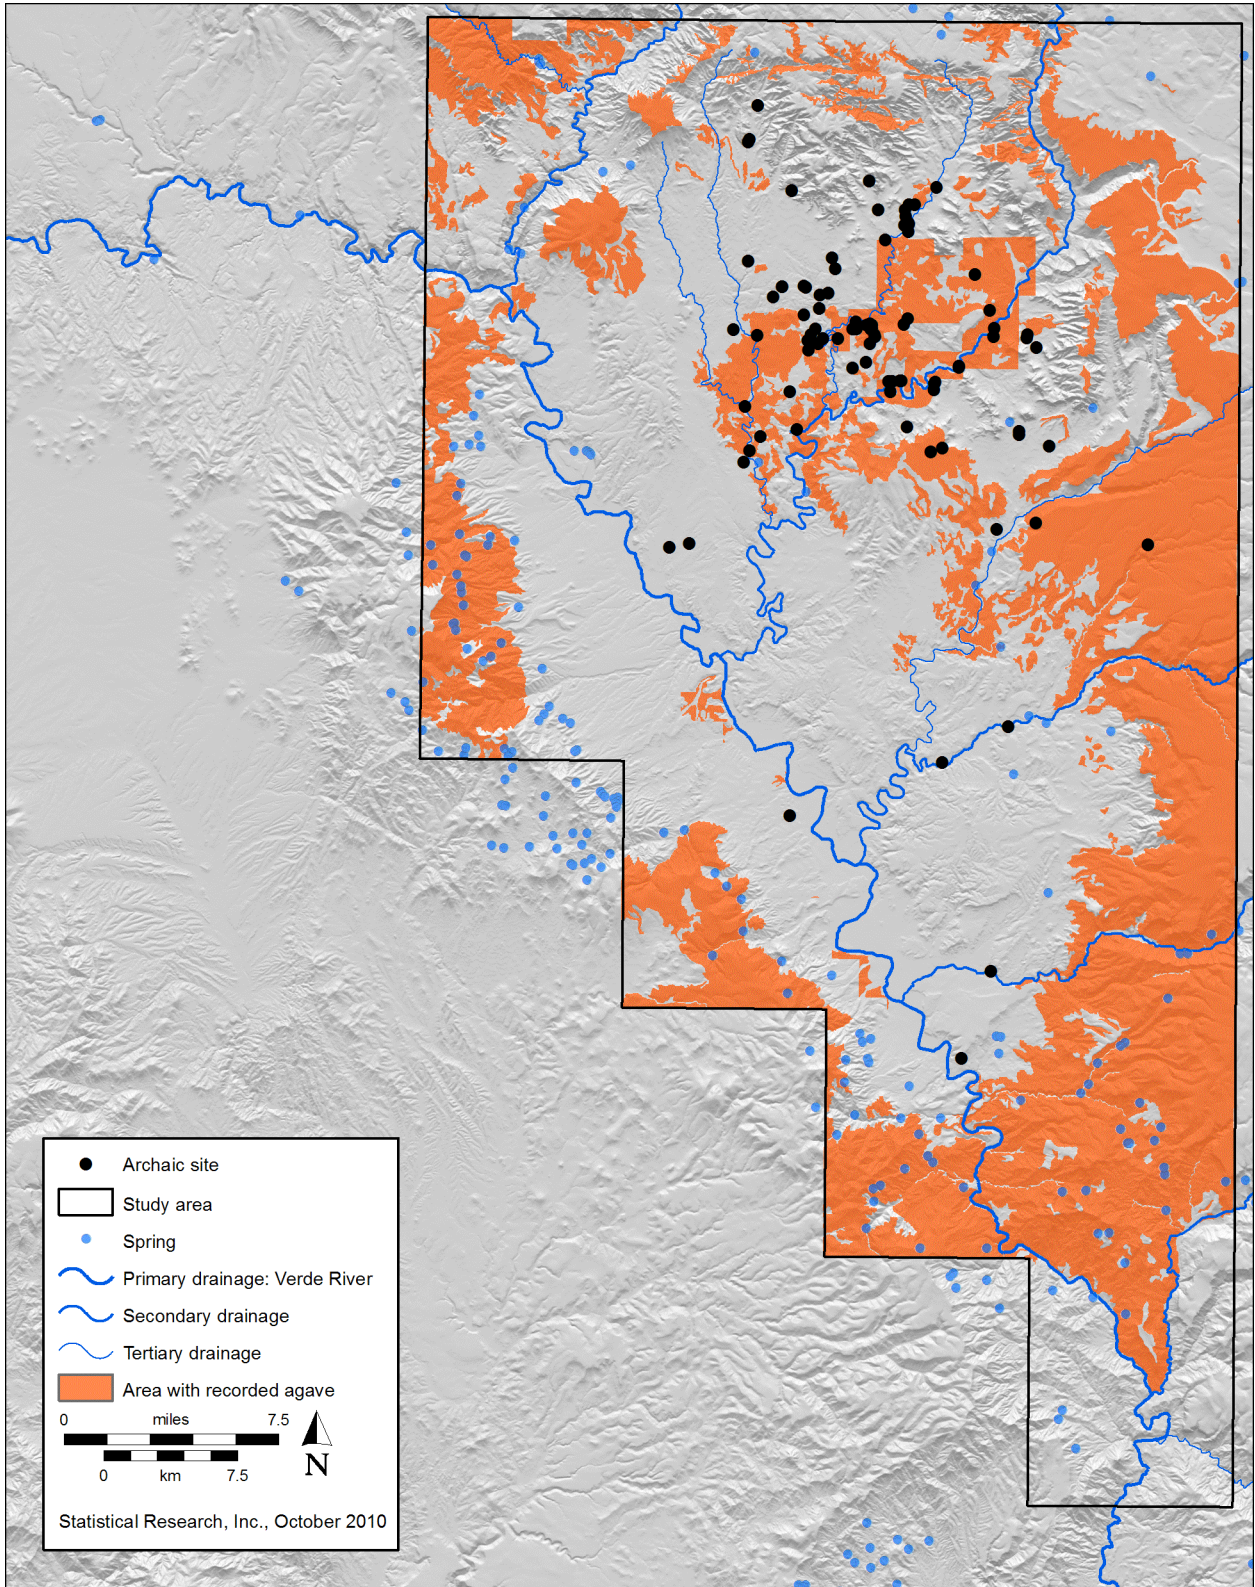 Archaic site
Study area
Spring
Primary drainage: Verde River
Secondary drainage
Tertiary drainage
Area with recorded agave
0 miles 7.5
0 km 7.5
N
Statistical Research, Inc., October 2010